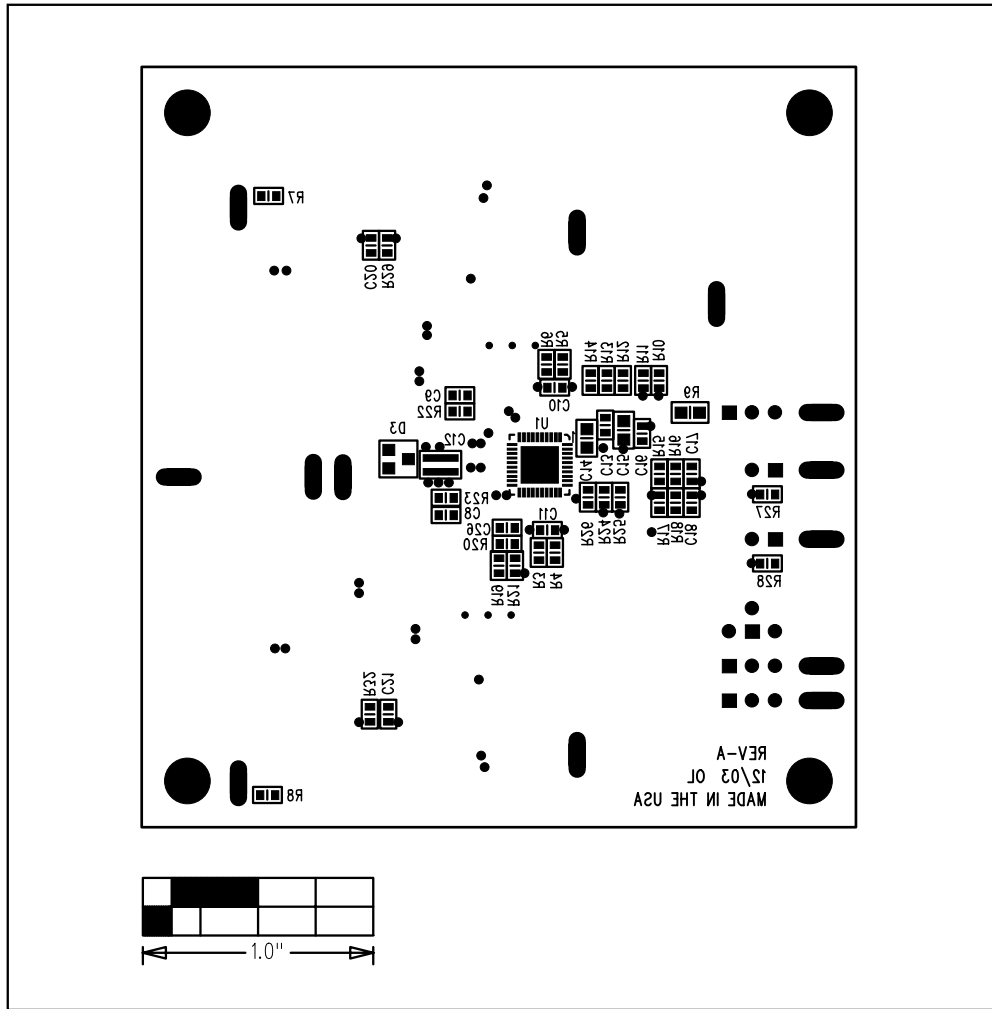 R7
C20
R29
R6
R5
R14
R13
R12
R11
R10
C9
R22
C10
R9
D3
C12
U1
C14
C13
C15
C16
R15
R16
C17
R23
C8
C26
R20
C11
R26
R24
R25
R17
R18
C18
R27
R19
R21
R3
R4
R28
R32
C21
REV-A
12/03 OL
MADE IN THE USA
R8
1.0"